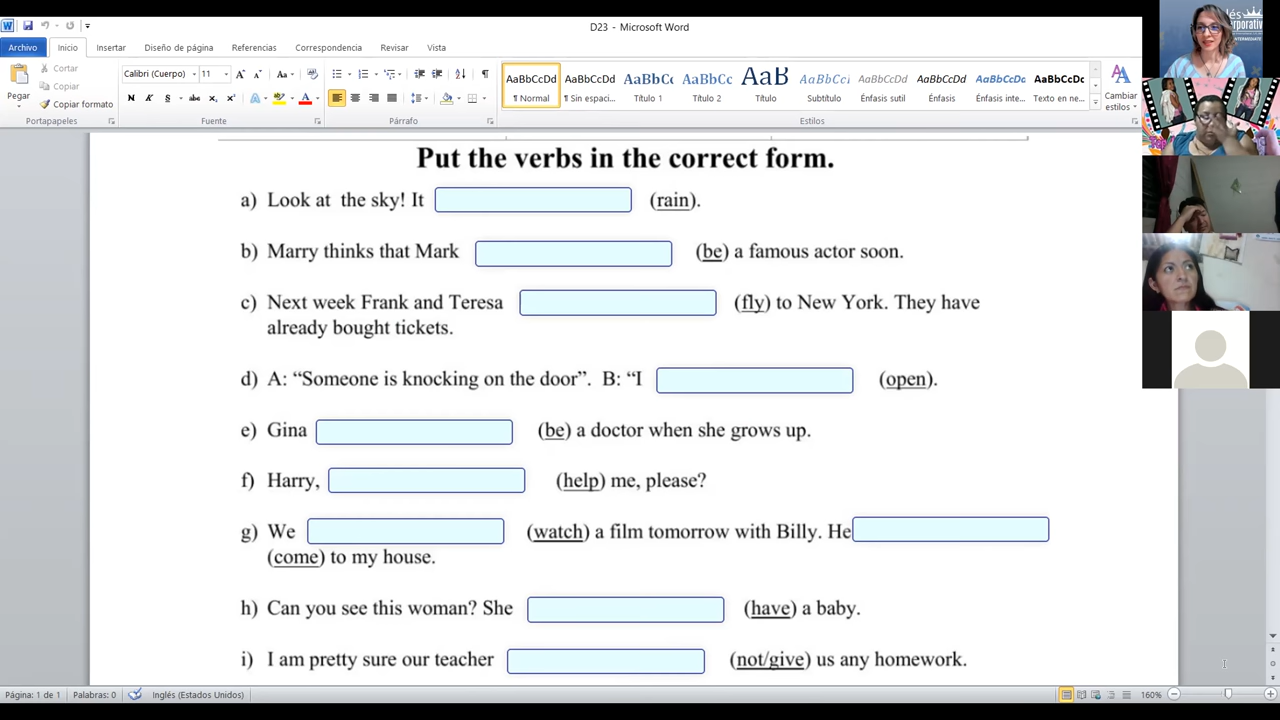 D23 - Microsoft Word
Archivo Inicio Insertar Diseño de página Referencias Correspondencia Revisar Vista
Pegar
Cortar
Copiar
Copiar formato
Portapapeles
Calibri (Cuerpo) 11
Fuente
Párrafo
AaBbCcDd AaBbCcDd AaBbC AaBbCc AaB AaBbCcI AaBbCcDd AaBbCcDd AaBbCcDd AaBbCcDd
¶ Normal ¶ Sin espaci... Título 1 Título 2 Título Subtítulo Énfasis sutil Énfasis Énfasis inte... Texto en ne...
Estilos
Cambiar estilos
Put the verbs in the correct form.
a) Look at the sky! It (rain).
b) Marry thinks that Mark (be) a famous actor soon.
c) Next week Frank and Teresa (fly) to New York. They have
already bought tickets.
d) A: “Someone is knocking on the door”. B: “I (open).
e) Gina (be) a doctor when she grows up.
f) Harry, (help) me, please?
g) We (watch) a film tomorrow with Billy. He
(come) to my house.
h) Can you see this woman? She (have) a baby.
i) I am pretty sure our teacher (not/give) us any homework.
Página: 1 de 1 Palabras: 0 Inglés (Estados Unidos) 160%